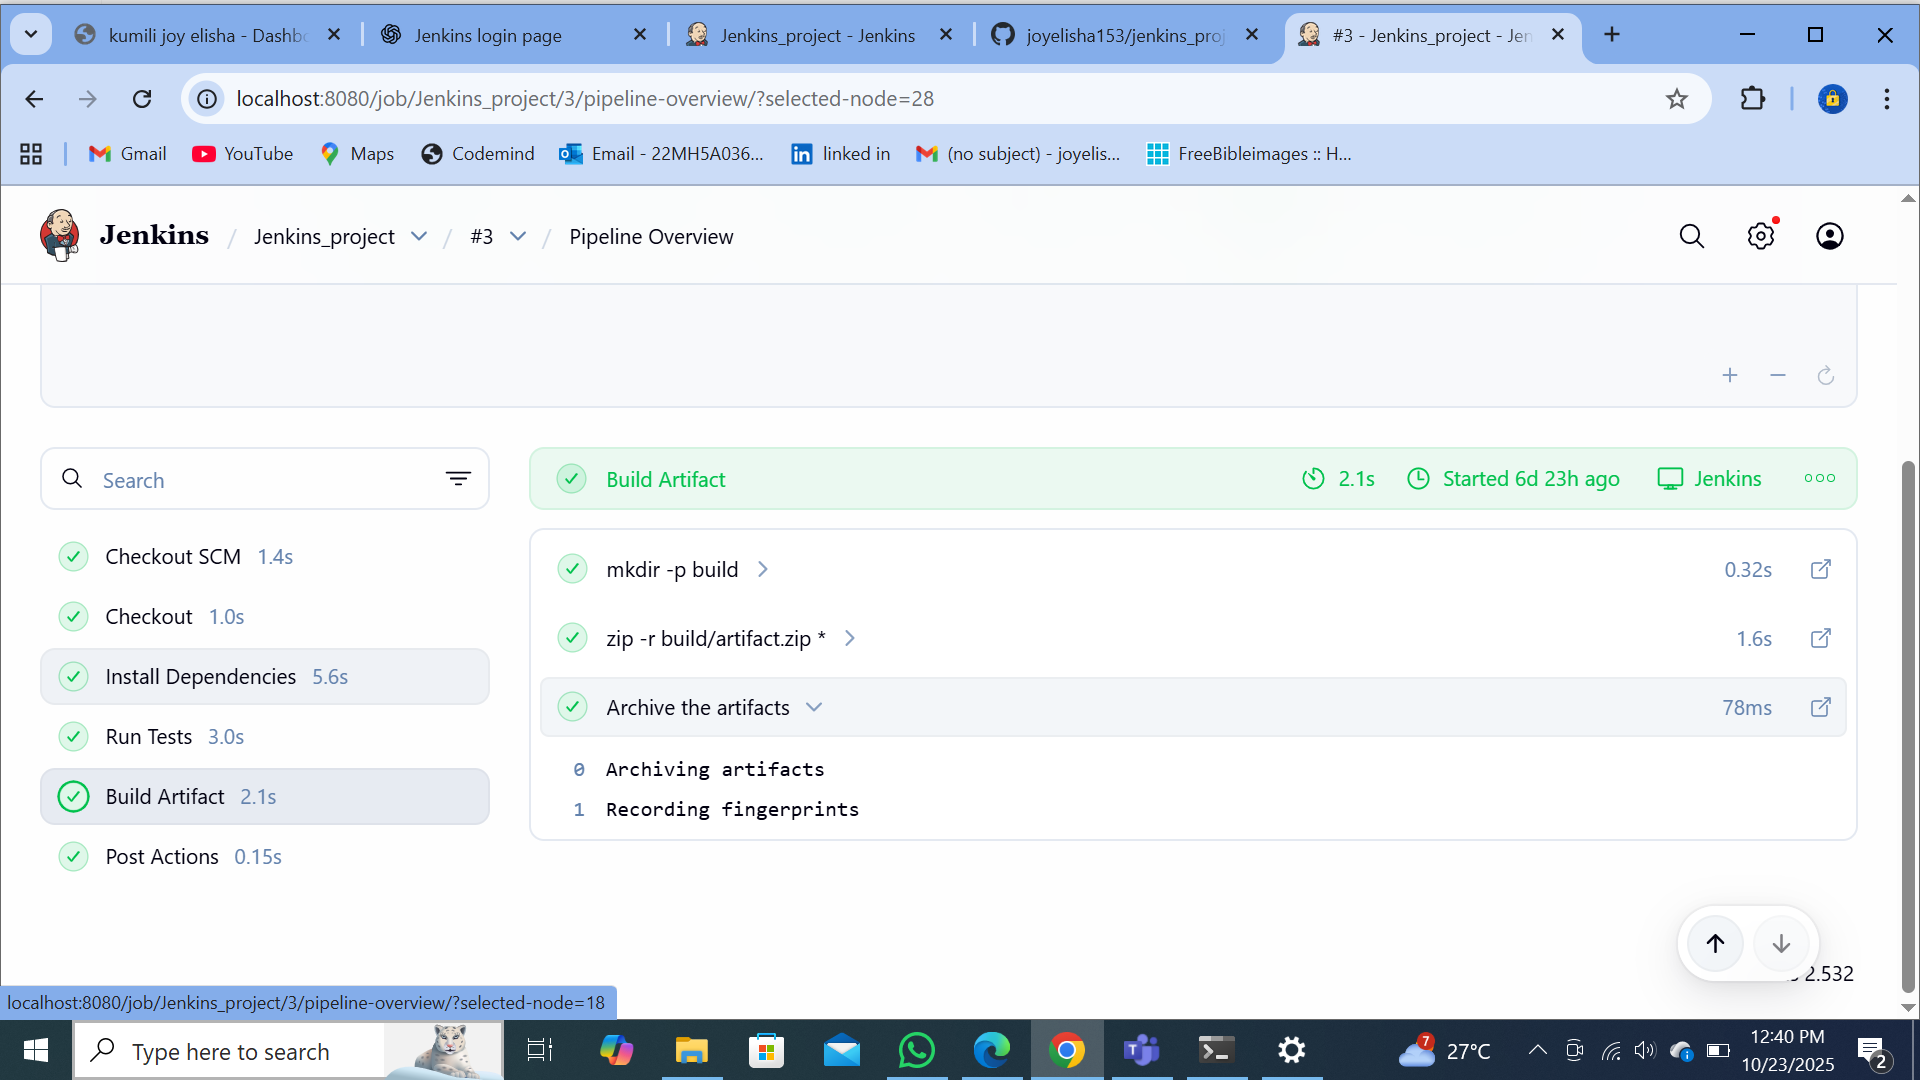 kumili joy elisha - Dashbo
Jenkins login page
Jenkins_project - Jenkins
joyelisha153/jenkins_proj
#3 - Jenkins_project - Jen
localhost:8080/job/Jenkins_project/3/pipeline-overview/?selected-node=28
Gmail
YouTube
Maps
Codemind
Email - 22MH5A036...
linked in
(no subject) - joyelis...
FreeBibleimages :: H...
Jenkins / Jenkins_project / #3 / Pipeline Overview
Search
Checkout SCM 1.4s
Checkout 1.0s
Install Dependencies 5.6s
Run Tests 3.0s
Build Artifact 2.1s
Post Actions 0.15s
Build Artifact 2.1s Started 6d 23h ago Jenkins
mkdir -p build 0.32s
zip -r build/artifact.zip * 1.6s
Archive the artifacts 78ms
0 Archiving artifacts
1 Recording fingerprints
2.532
localhost:8080/job/Jenkins_project/3/pipeline-overview/?selected-node=18
Type here to search
7
27°C
12:40 PM
10/23/2025
2